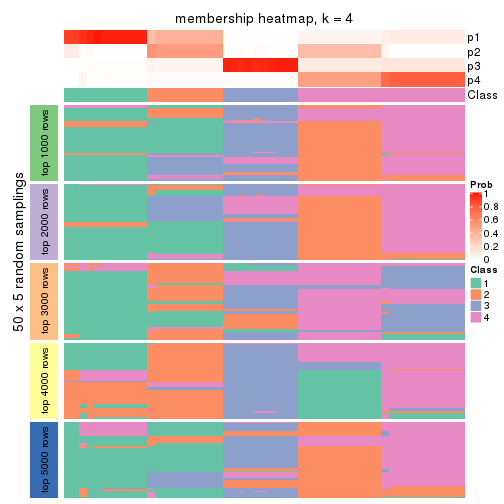 membership heatmap, k = 4
p1
p2
p3
p4
Class
50 x 5 random samplings
top 1000 rows
top 2000 rows
top 3000 rows
top 4000 rows
top 5000 rows
Prob
1
0.8
0.6
0.4
0.2
0
Class
1
2
3
4